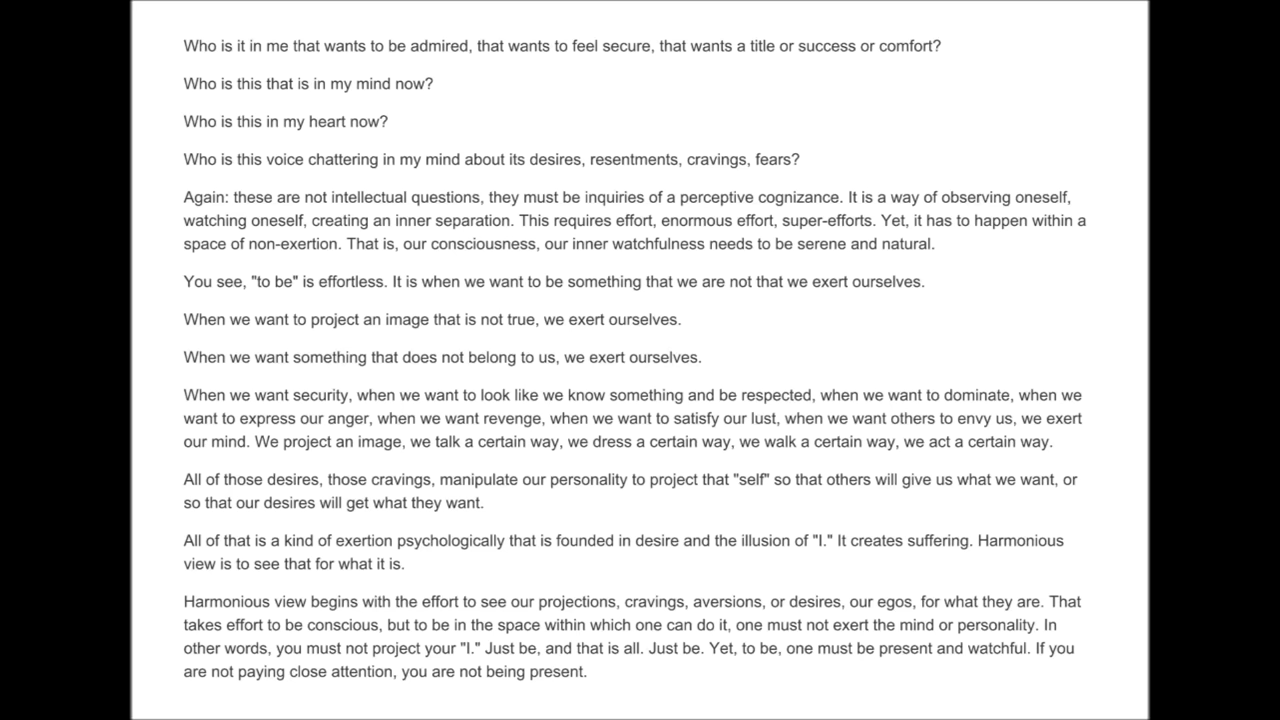 Who is it in me that wants to be admired, that wants to feel secure, that wants a title or success or comfort?
Who is this that is in my mind now?
Who is this in my heart now?
Who is this voice chattering in my mind about its desires, resentments, cravings, fears?
Again: these are not intellectual questions, they must be inquiries of a perceptive cognizance. It is a way of observing oneself,
watching oneself, creating an inner separation. This requires effort, enormous effort, super-efforts. Yet, it has to happen within a
space of non-exertion. That is, our consciousness, our inner watchfulness needs to be serene and natural.
You see, "to be" is effortless. It is when we want to be something that we are not that we exert ourselves.
When we want to project an image that is not true, we exert ourselves.
When we want something that does not belong to us, we exert ourselves.
When we want security, when we want to look like we know something and be respected, when we want to dominate, when we
want to express our anger, when we want revenge, when we want to satisfy our lust, when we want others to envy us, we exert
our mind. We project an image, we talk a certain way, we dress a certain way, we walk a certain way, we act a certain way.
All of those desires, those cravings, manipulate our personality to project that "self" so that others will give us what we want, or
so that our desires will get what they want.
All of that is a kind of exertion psychologically that is founded in desire and the illusion of "I." It creates suffering. Harmonious
view is to see that for what it is.
Harmonious view begins with the effort to see our projections, cravings, aversions, or desires, our egos, for what they are. That
takes effort to be conscious, but to be in the space within which one can do it, one must not exert the mind or personality. In
other words, you must not project your "I." Just be, and that is all. Just be. Yet, to be, one must be present and watchful. If you
are not paying close attention, you are not being present.